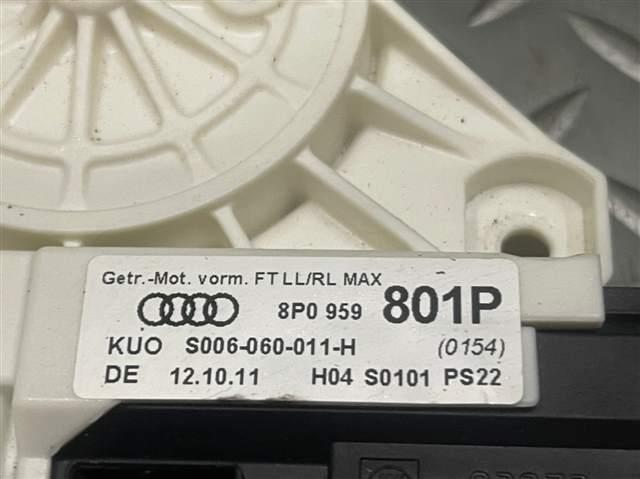 Getr.-Mot. vorm. FT LL/RL MAX
8P0 959 801P
KUO S006-060-011-H (0154)
DE 12.10.11 H04 S0101 PS22